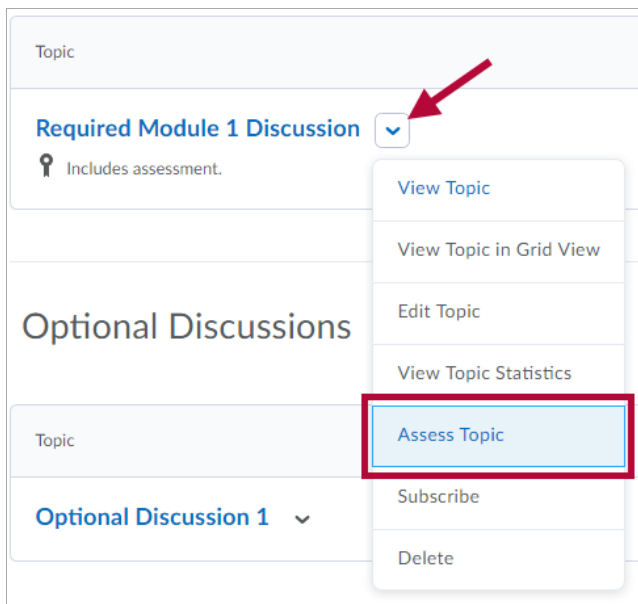 Topic
Required Module 1 Discussion
Includes assessment.
View Topic
View Topic in Grid View
Edit Topic
View Topic Statistics
Assess Topic
Subscribe
Delete
Optional Discussions
Topic
Optional Discussion 1